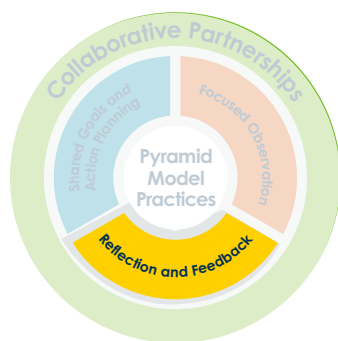 Collaborative Partnerships
Shared Goals and
Action Planning
Focused Observation
Pyramid
Model
Practices
Reflection and Feedback